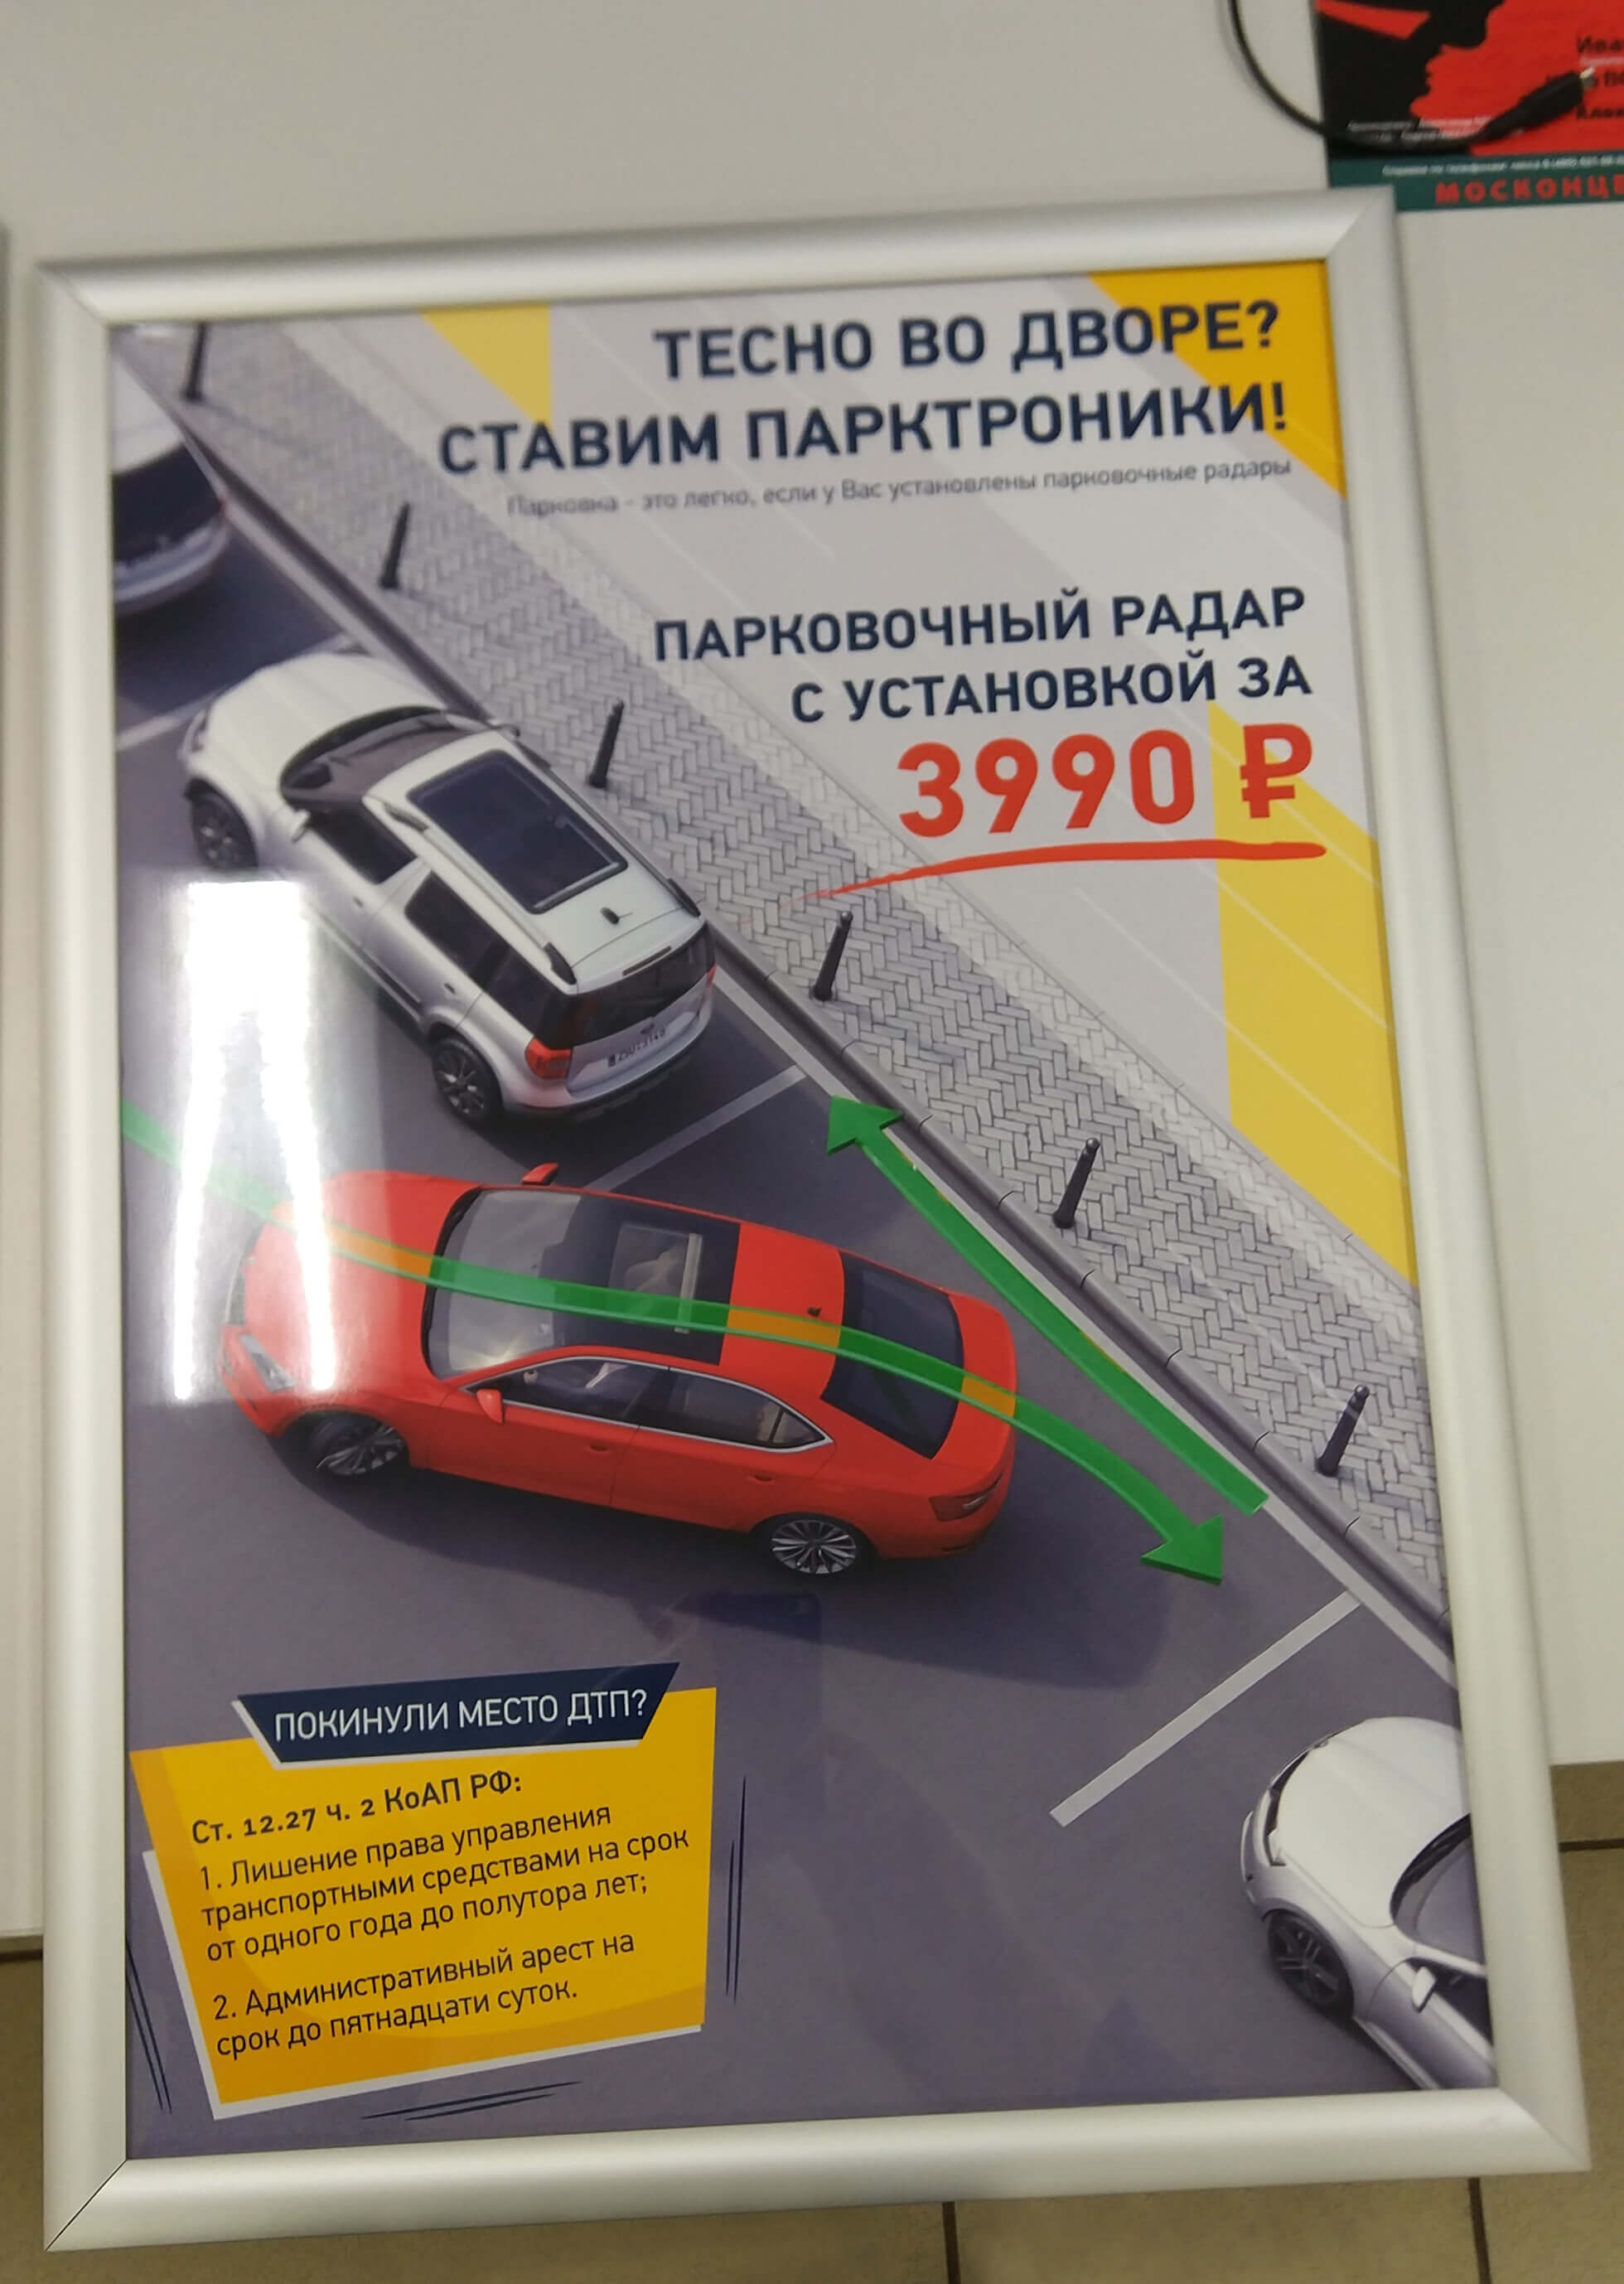 ТЕСНО ВО ДВОРЕ?
СТАВИМ ПАРКТРОНИКИ!
Парковка - это легко, если у Вас установлены парковочные радары
ПАРКОВОЧНЫЙ РАДАР
С УСТАНОВКОЙ ЗА
3990 ₽
ПОКИНУЛИ МЕСТО ДТП?
Ст. 12.27 ч. 2 КоАП РФ:
1. Лишение права управления
транспортными средствами на срок
от одного года до полутора лет;
2. Административный арест на
срок до пятнадцати суток.
МОСКОНЦЕ